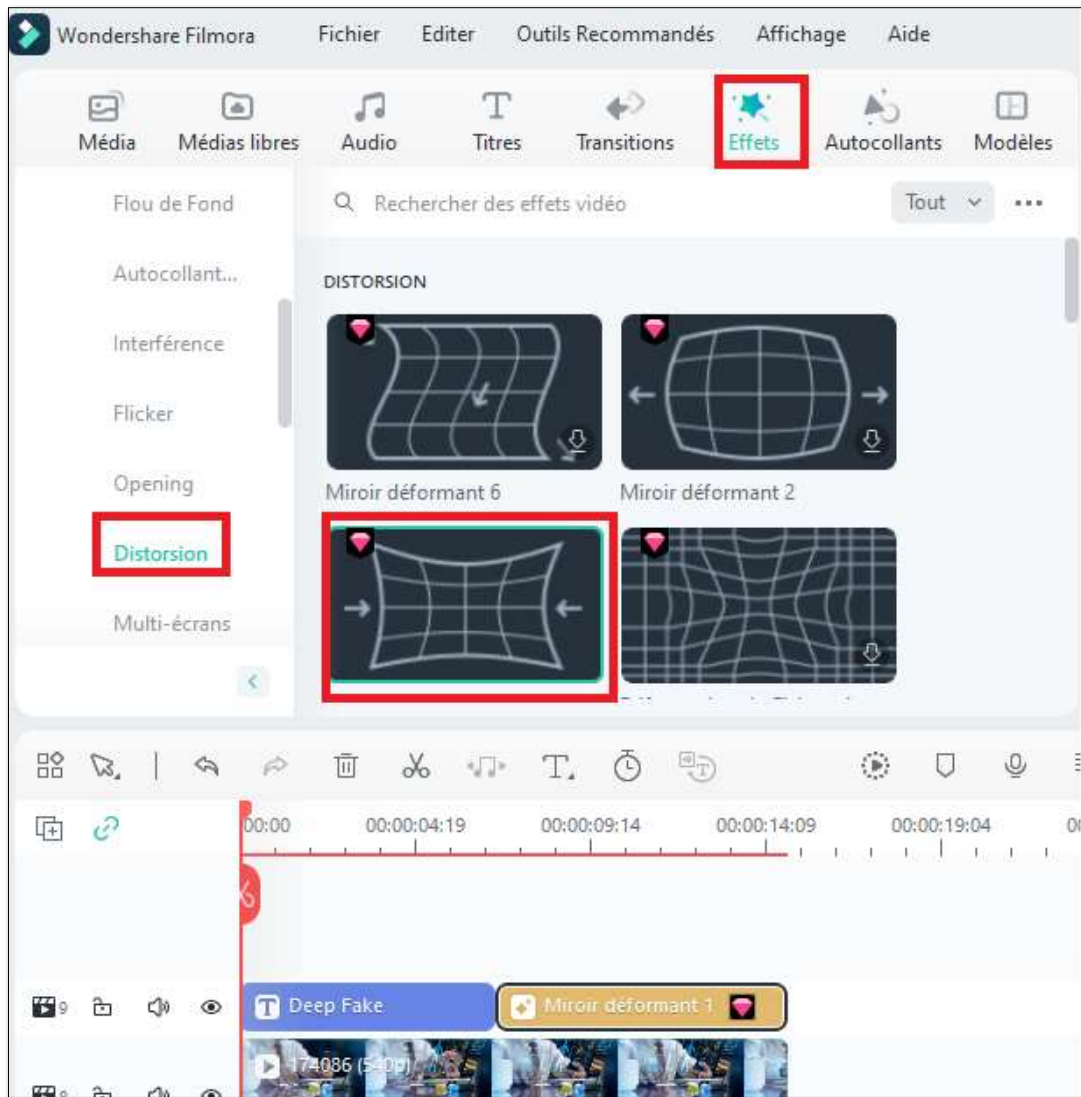 Wondershare Filmora Fichier Editer Outils Recommandés Affichage Aide
Média Médias libres Audio Titres Transitions Effets Autocollants Modèles
Flou de Fond
Rechercher des effets vidéo Tout
Autocollant...
DISTORSION
Interférence
Flicker
Opening
Miroir déformant 6 Miroir déformant 2
Distorsion
Multi-écrans
00:00 00:00:04:19 00:00:09:14 00:00:14:09 00:00:19:04
9 Deep Fake Miroir déformant 1
174086 (540p)